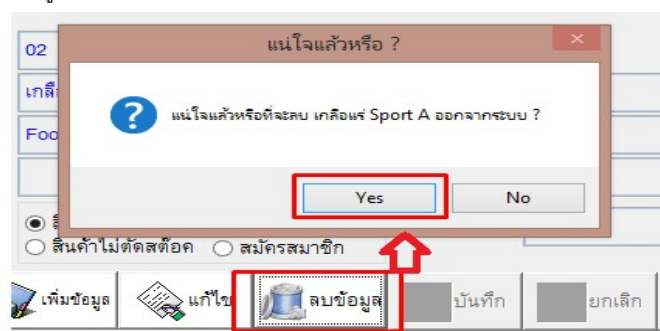 แน่ใจแล้วหรือ ?
02
แน่ใจแล้วหรือที่จะลบ เกลือแร่ Sport A ออกจากระบบ ?
Foo
Yes No
สินค้าไม่ตัดสต๊อค สมัครสมาชิก
เพิ่มข้อมูล แก้ไข ลบข้อมูล บันทึก ยกเลิก